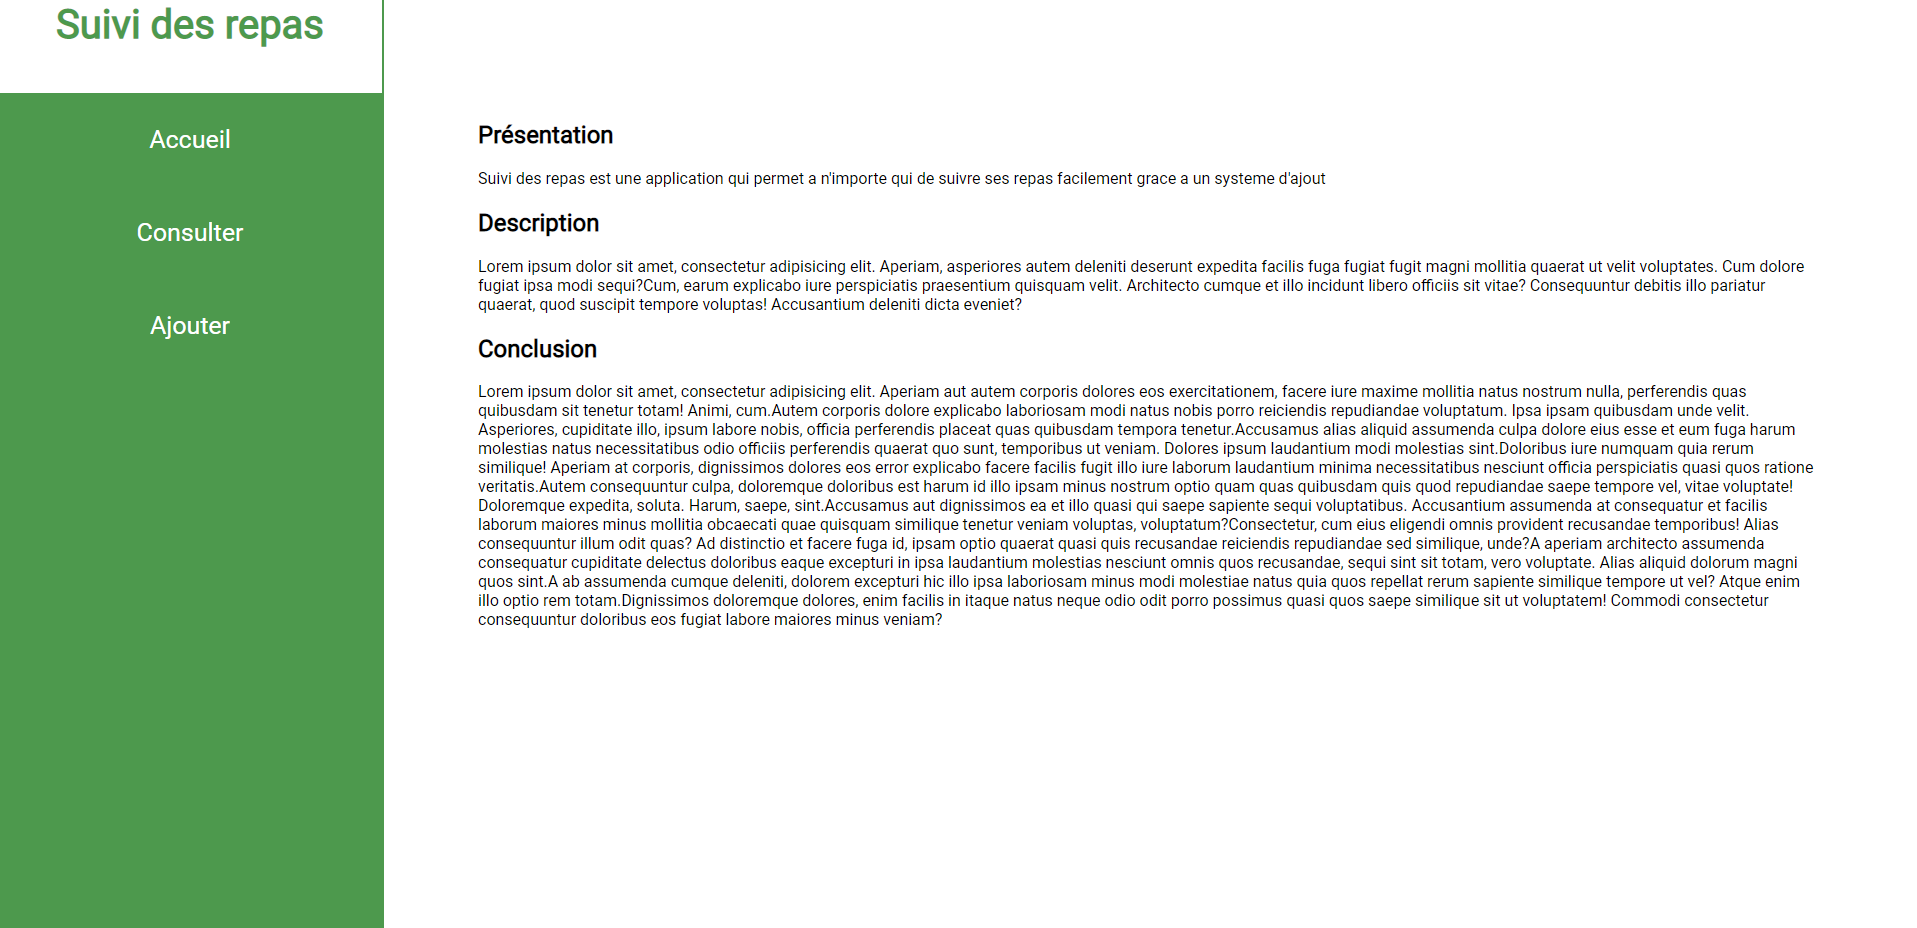 Suivi des repas
Accueil
Consulter
Ajouter
Présentation
Suivi des repas est une application qui permet a n'importe qui de suivre ses repas facilement grace a un systeme d'ajout
Description
Lorem ipsum dolor sit amet, consectetur adipisicing elit. Aperiam, asperiores autem deleniti deserunt expedita facilis fuga fugiat fugit magni mollitia quaerat ut velit voluptates. Cum dolore
fugiat ipsa modi sequi?Cum, earum explicabo iure perspiciatis praesentium quisquam velit. Architecto cumque et illo incidunt libero officiis sit vitae? Consequuntur debitis illo pariatur
quaerat, quod suscipit tempore voluptas! Accusantium deleniti dicta eveniet?
Conclusion
Lorem ipsum dolor sit amet, consectetur adipisicing elit. Aperiam aut autem corporis dolores eos exercitationem, facere iure maxime mollitia natus nostrum nulla, perferendis quas
quibusdam sit tenetur totam! Animi, cum.Autem corporis dolore explicabo laboriosam modi natus nobis porro reiciendis repudiandae voluptatum. Ipsa ipsam quibusdam unde velit.
Asperiores, cupiditate illo, ipsum labore nobis, officia perferendis placeat quas quibusdam tempora tenetur.Accusamus alias aliquid assumenda culpa dolore eius esse et eum fuga harum
molestias natus necessitatibus odio officiis perferendis quaerat quo sunt, temporibus ut veniam. Dolores ipsum laudantium modi molestias sint.Doloribus iure numquam quia rerum
similique! Aperiam at corporis, dignissimos dolores eos error explicabo facere facilis fugit illo iure laborum laudantium minima necessitatibus nesciunt officia perspiciatis quasi quos ratione
veritatis.Autem consequuntur culpa, doloremque doloribus est harum id illo ipsam minus nostrum optio quam quas quibusdam quis quod repudiandae saepe tempore vel, vitae voluptate!
Doloremque expedita, soluta. Harum, saepe, sint.Accusamus aut dignissimos ea et illo quasi qui saepe sapiente sequi voluptatibus. Accusantium assumenda at consequatur et facilis
laborum maiores minus mollitia obcaecati quae quisquam similique tenetur veniam voluptas, voluptatum?Consectetur, cum eius eligendi omnis provident recusandae temporibus! Alias
consequuntur illum odit quas? Ad distinctio et facere fuga id, ipsam optio quaerat quasi quis recusandae reiciendis repudiandae sed similique, unde?A aperiam architecto assumenda
consequatur cupiditate delectus doloribus eaque excepturi in ipsa laudantium molestias nesciunt omnis quos recusandae, sequi sint sit totam, vero voluptate. Alias aliquid dolorum magni
quos sint.A ab assumenda cumque deleniti, dolorem excepturi hic illo ipsa laboriosam minus modi molestiae natus quia quos repellat rerum sapiente similique tempore ut vel? Atque enim
illo optio rem totam.Dignissimos doloremque dolores, enim facilis in itaque natus neque odio odit porro possimus quasi quos saepe similique sit ut voluptatem! Commodi consectetur
consequuntur doloribus eos fugiat labore maiores minus veniam?